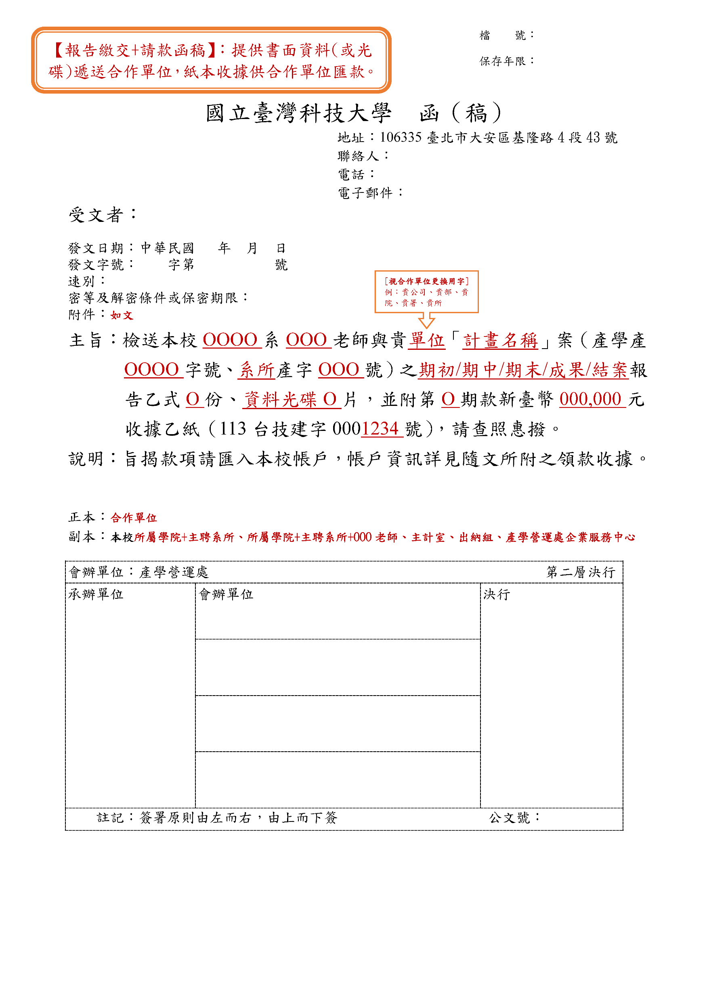 【報告繳交+請款函稿】：提供書面資料(或光
碟)遞送合作單位，紙本收據供合作單位匯款。
檔　　號：
保存年限：
國立臺灣科技大學　函（稿）
地址：106335 臺北市大安區基隆路 4 段 43 號
聯絡人：
電話：
電子郵件：
受文者：
發文日期：中華民國　年　月　日
發文字號：　　字第　　　　　號
速別：
密等及解密條件或保密期限：
附件：如文
[視合作單位更換用字]
例：貴公司、貴部、貴
院、貴署、貴所
主旨：檢送本校 OOOO 系 OOO 老師與貴單位「計畫名稱」案（產學產
OOOO 字號、系所產字 OOO 號）之期初/期中/期末/成果/結案報
告乙式 O 份、資料光碟 O 片，並附第 O 期款新臺幣 000,000 元
收據乙紙（113 台技建字 0001234 號），請查照惠撥。
說明：旨揭款項請匯入本校帳戶，帳戶資訊詳見隨文所附之領款收據。
正本：合作單位
副本：本校所屬學院+主聘系所、所屬學院+主聘系所+000 老師、主計室、出納組、產學營運處企業服務中心
會辦單位：產學營運處　　第二層決行
承辦單位　　會辦單位　　決行
註記：簽署原則由左而右，由上而下簽　　公文號：